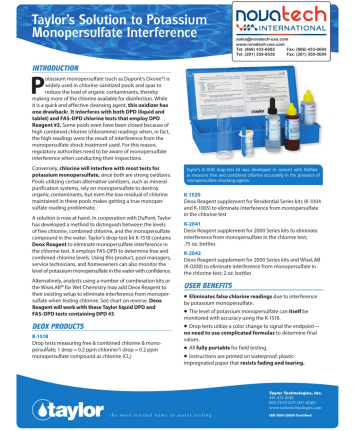 Taylor's Solution to Potassium
Monopersulfate Interference
novatech
INTERNATIONAL
sales@novatech-usa.com
www.novatech-usa.com
Tel: (866) 433-6682 Fax: (866) 433-6684
Tel: (281) 359-8538 Fax: (281) 359-0084
INTRODUCTION
Potassium monopersulfate (such as Dupont's Oxone®) is
widely used in chlorine-sanitized pools and spas to
reduce the load of organic contaminants, thereby
making more of the chlorine available for disinfection. While
it is a quick and effective cleansing agent, this oxidizer has
one drawback: It interferes with both DPD (liquid and
tablet) and FAS-DPD chlorine tests that employ DPD
Reagent #3. Some pools even have been closed because of
high combined chlorine (chloramine) readings when, in fact,
the high readings were the result of interference from the
monopersulfate shock treatment used. For this reason,
regulatory authorities need to be aware of monopersulfate
interference when conducting their inspections.
Conversely, chlorine will interfere with most tests for
potassium monopersulfate, since both are strong oxidizers.
Pools utilizing certain alternative sanitizers, such as mineral
purification systems, rely on monopersulfate to destroy
organic contaminants, but even the low residual of chlorine
maintained in these pools makes getting a true monoper-
sulfate reading problematic.
A solution is now at hand. In cooperation with DuPont, Taylor
has developed a method to distinguish between the levels
of free chlorine, combined chlorine, and the monopersulfate
compound in the water. Taylor's drop-test kit K-1518 contains
Deox Reagent to eliminate monopersulfate interference in
the chlorine test. It employs FAS-DPD to determine free and
combined chlorine levels. Using this product, pool managers,
service technicians, and homeowners can also monitor the
level of potassium monopersulfate in the water with confidence.
Alternatively, analysts using a number of combination kits or
the WiseLAB® for Wet Chemistry may add Deox Reagent to
their existing setup to eliminate interference from monoper-
sulfate when testing chlorine. See chart on reverse. Deox
Reagent will work with these Taylor liquid DPD and
FAS-DPD tests containing DPD #3.
DEOX PRODUCTS
K-1518
Drop tests measuring free & combined chlorine & mono-
persulfate; 1 drop = 0.2 ppm chlorine/1 drop = 0.2 ppm
monopersulfate compound as chlorine (Cl₂)
Taylor's K-1518 drop-test kit was developed in concert with DuPont
to measure free and combined chlorine accurately in the presence of
monopersulfate shocking agents.
K-1520
Deox Reagent supplement for Residential Series kits (K-1004
and K-1005) to eliminate interference from monopersulfate
in the chlorine test
K-2041
Deox Reagent supplement for 2000 Series kits to eliminate
interference from monopersulfate in the chlorine test;
.75 oz. bottles
K-2042
Deox Reagent supplement for 2000 Series kits and WiseLAB
(K-0200) to eliminate interference from monopersulfate in
the chlorine test; 2 oz. bottles
USER BENEFITS
● Eliminates false chlorine readings due to interference
by potassium monopersulfate.
● The level of potassium monopersulfate can itself be
monitored with accuracy using the K-1518.
● Drop tests utilize a color change to signal the endpoint—
no need to use complicated formulas to determine final
values.
● All fully portable for field testing.
● Instructions are printed on waterproof, plastic-
impregnated paper that resists fading and tearing.
taylor
the most trusted name in water testing
Taylor Technologies, Inc.
www.taylortechnologies.com
ISO 9001:2000 Certified